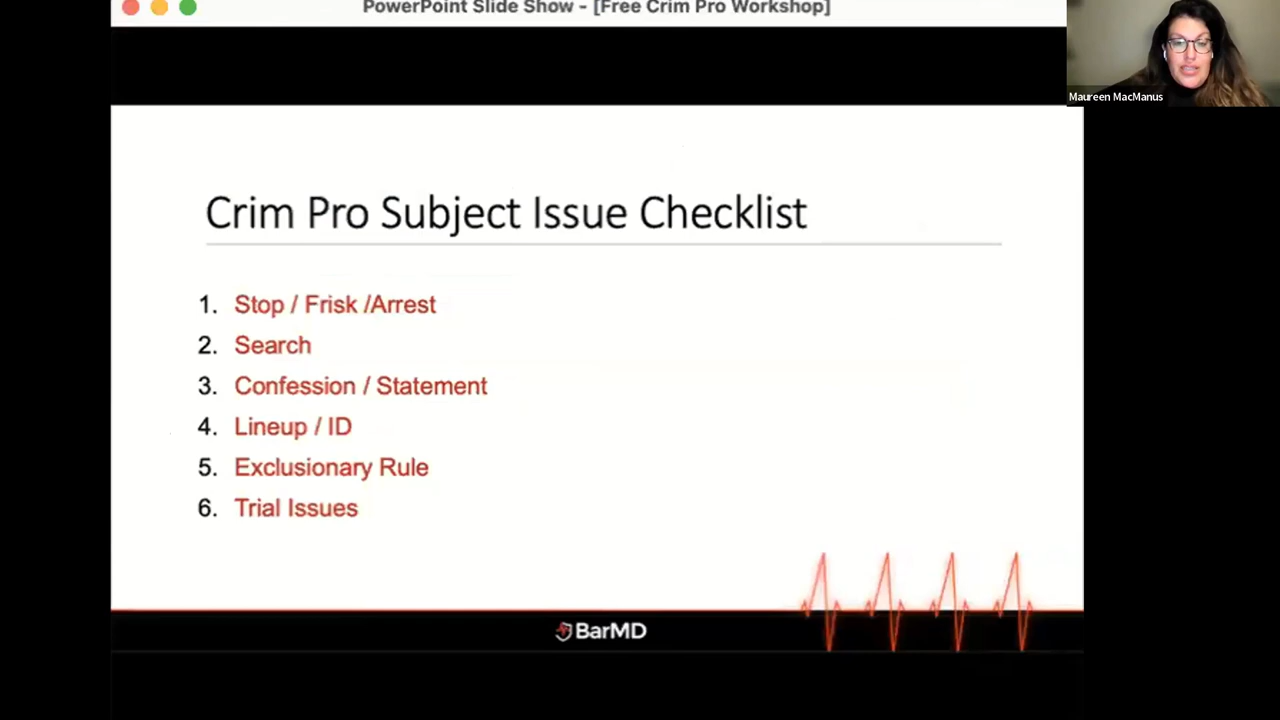 PowerPoint Slide Show - [Free Crim Pro Workshop]
Maureen MacManus
Crim Pro Subject Issue Checklist
1. Stop / Frisk /Arrest
2. Search
3. Confession / Statement
4. Lineup / ID
5. Exclusionary Rule
6. Trial Issues
BarMD